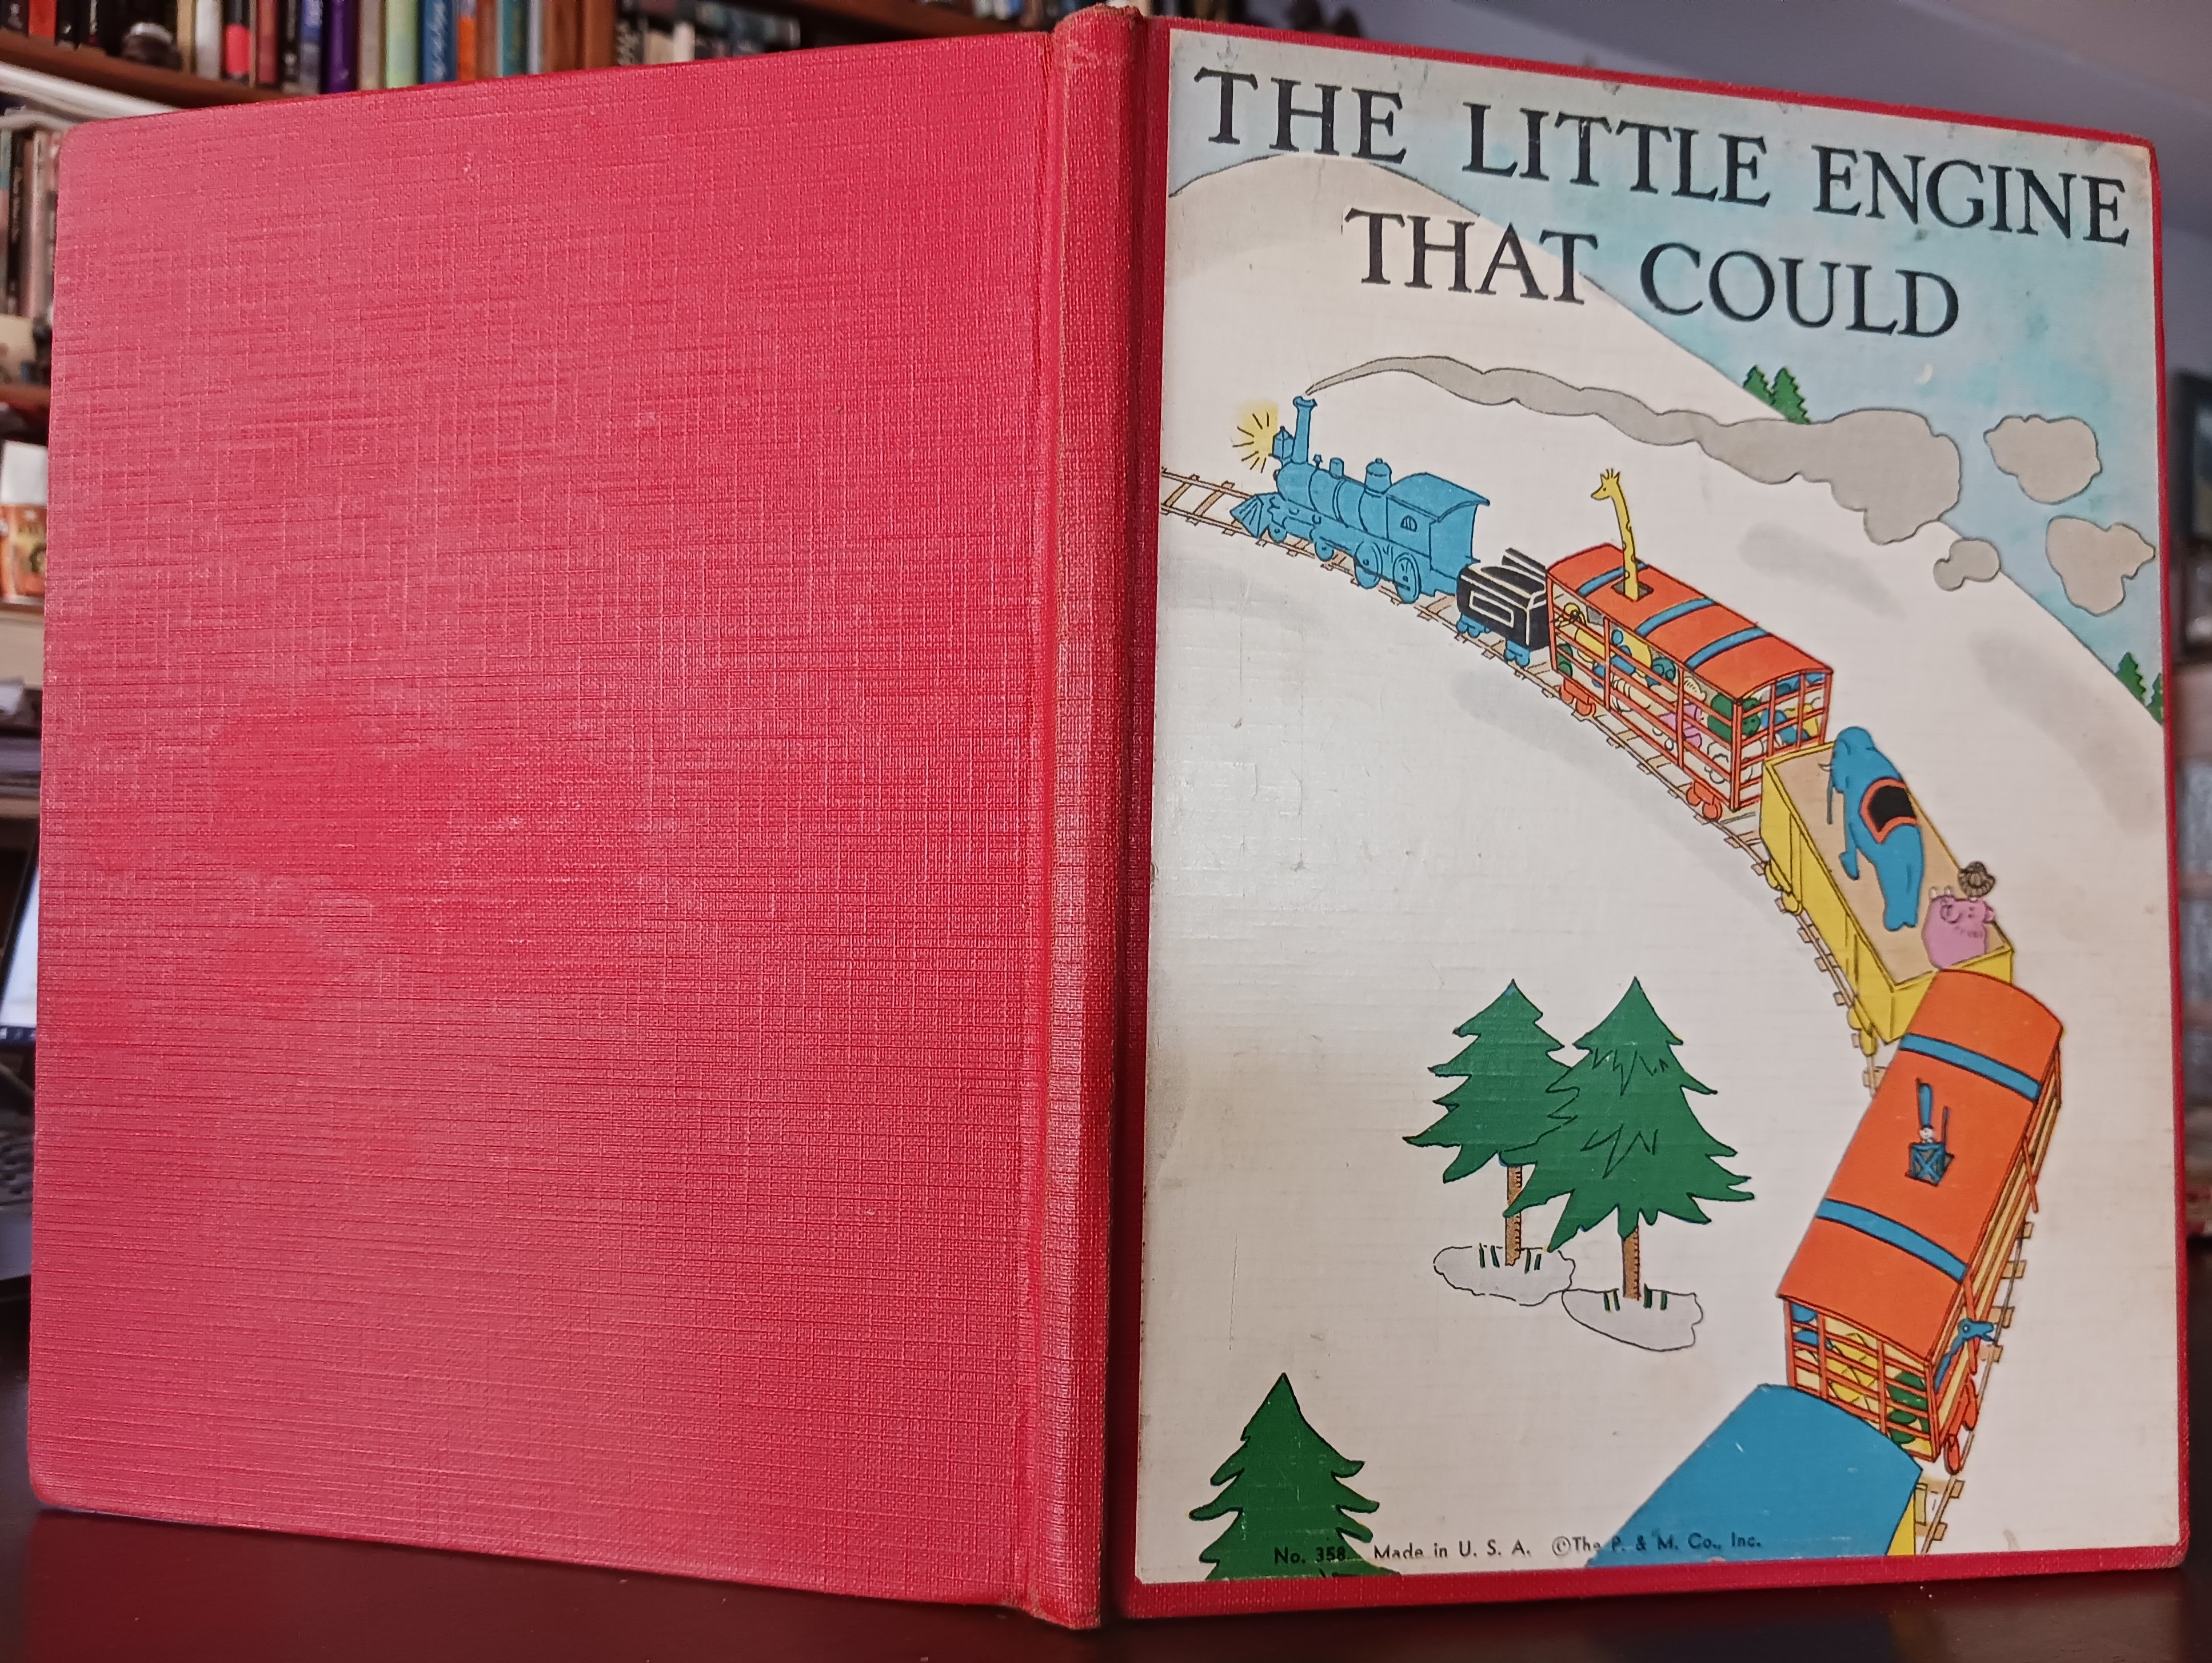 THE LITTLE ENGINE
THAT COULD
No. 358 Made in U. S. A. ©The P. & M. Co., Inc.